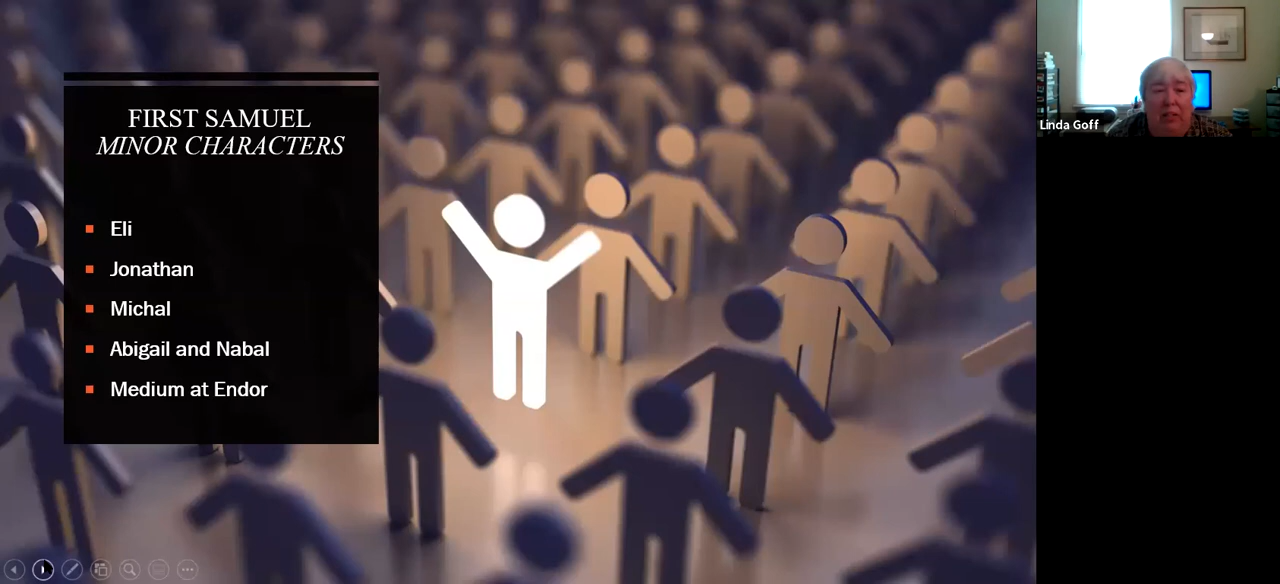 FIRST SAMUEL
MINOR CHARACTERS
Eli
Jonathan
Michal
Abigail and Nabal
Medium at Endor
Linda Goff